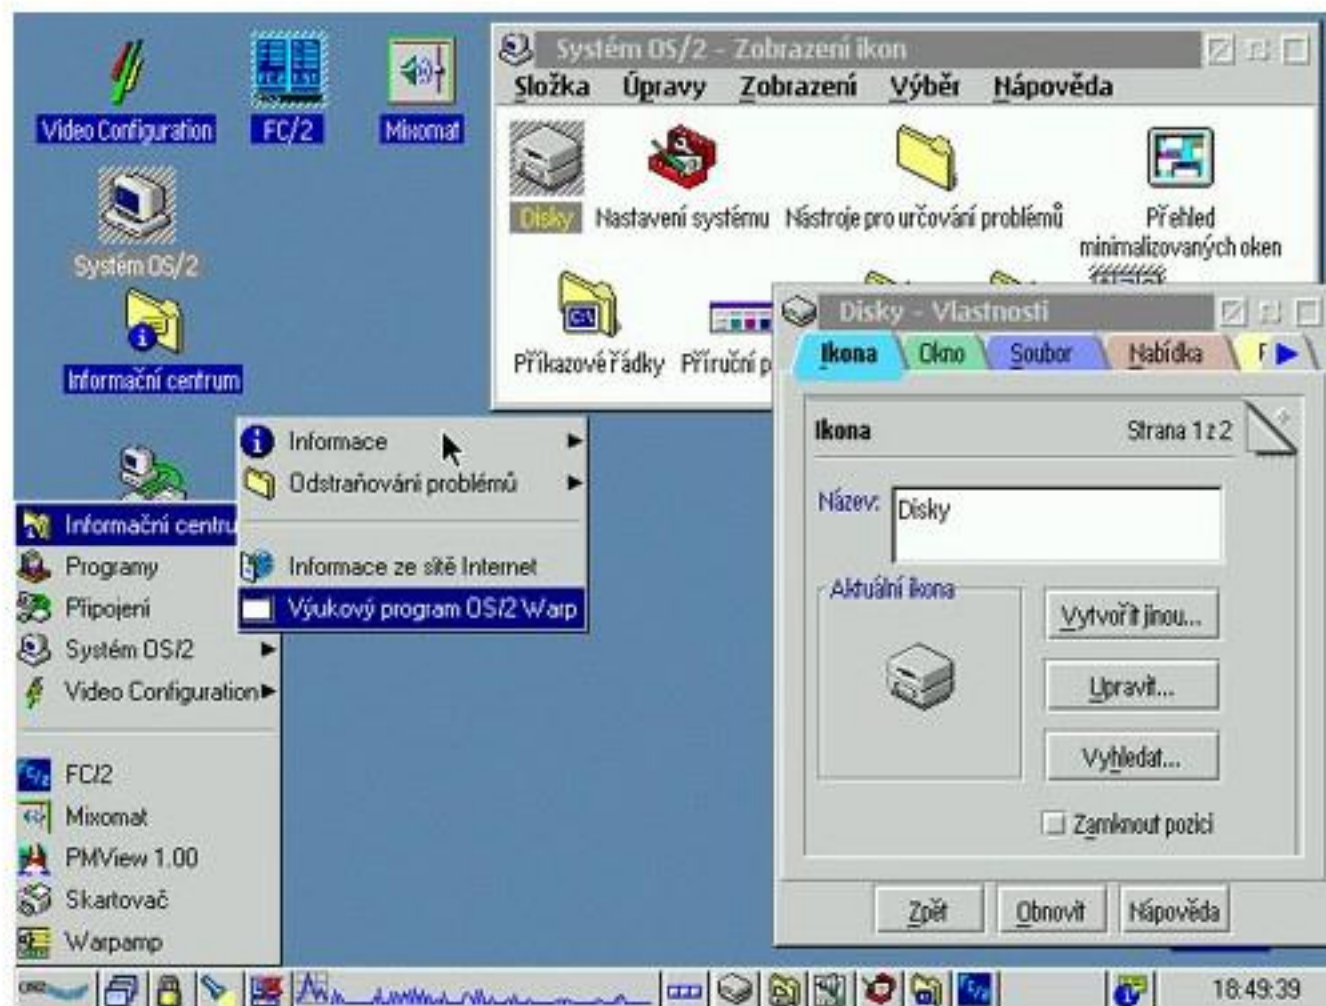 Video Configuration
FC/2
Mixomat
Systém OS/2
Informační centrum
Systém OS/2 - Zobrazení ikon
Složka Úpravy Zobrazení Výběr Nápověda
Disky
Nastavení systému
Nástroje pro určování problémů
Přehled
minimalizovaných oken
Příkazové řádky
Příruční p
Disky - Vlastnosti
Ikona Okno Soubor Nabídka
Ikona
Strana 1 z 2
Název:
Disky
Aktuální ikona
Vytvořit jinou...
Upravit...
Vyhledat...
Zamknout pozici
Zpět
Obnovit
Nápověda
Informace
Odstraňování problémů
Informace ze sítě Internet
Výukový program OS/2 Warp
Informační centru
Programy
Připojení
Systém OS/2
Video Configuration
FC/2
Mixomat
PMView 1.00
Skartovač
Warpamp
18:49:39